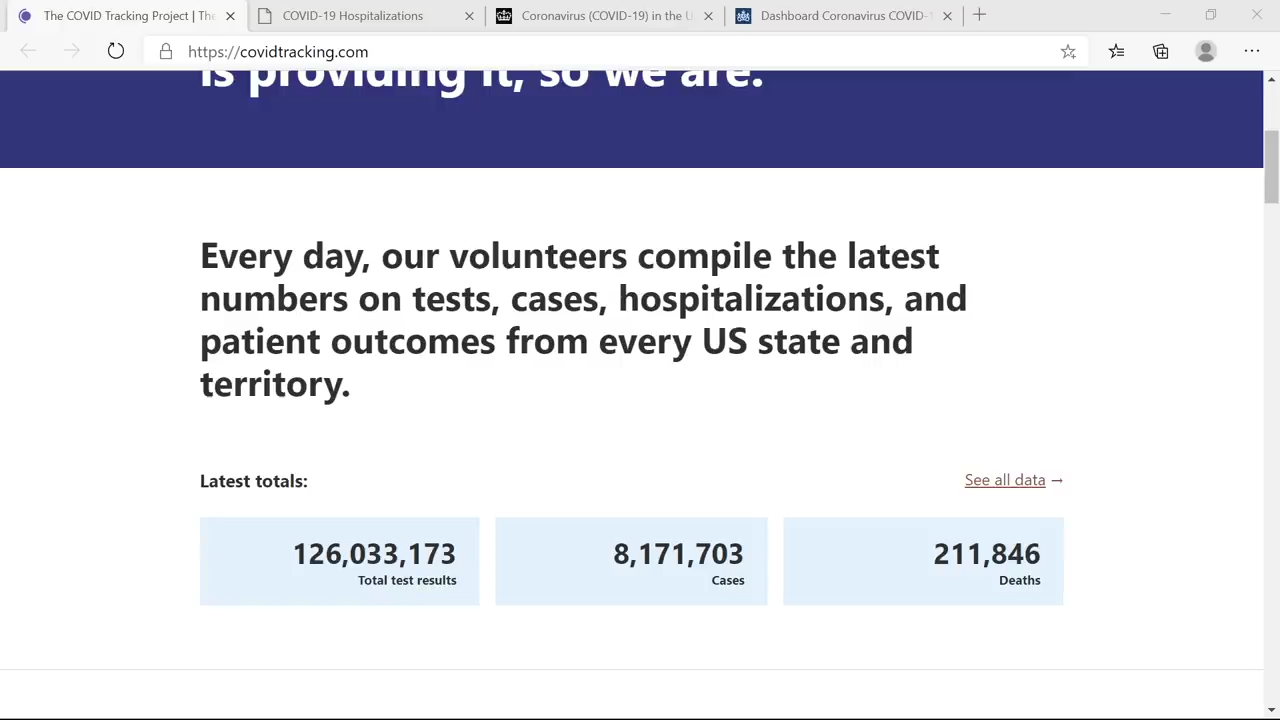 The COVID Tracking Project | The
COVID-19 Hospitalizations
Coronavirus (COVID-19) in the U
Dashboard Coronavirus COVID-1
https://covidtracking.com
is providing it, so we are.
Every day, our volunteers compile the latest
numbers on tests, cases, hospitalizations, and
patient outcomes from every US state and
territory.
Latest totals:
See all data →
126,033,173
Total test results
8,171,703
Cases
211,846
Deaths